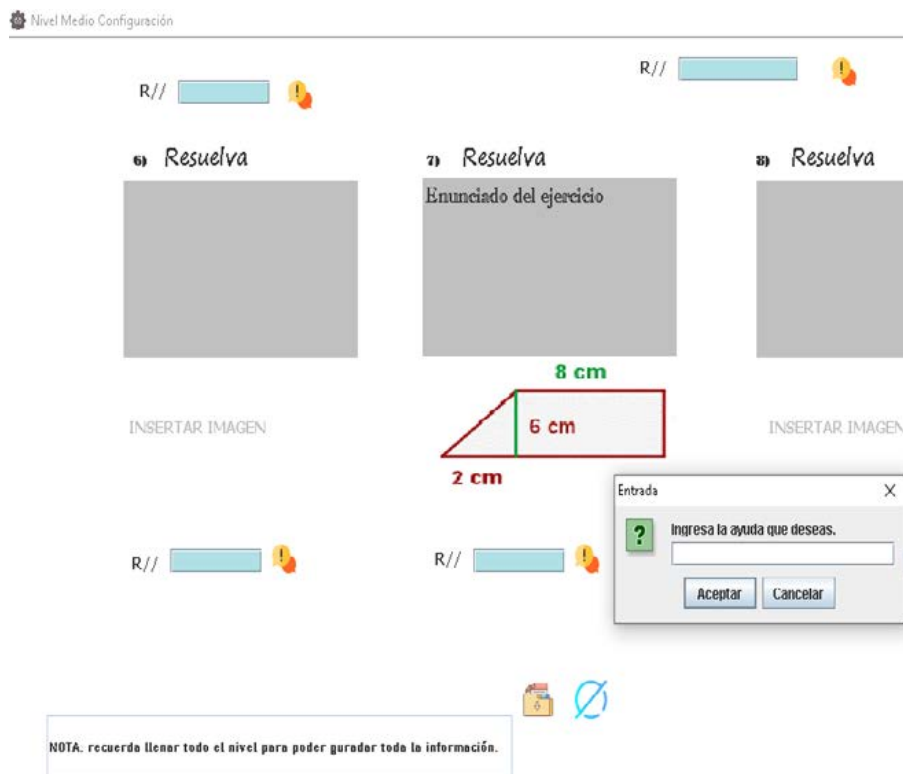 Nivel Medio Configuración
R//
R//
6) Resuelva
7) Resuelva
8) Resuelva
Enunciado del ejercicio
8 cm
INSERTAR IMAGEN
6 cm
INSERTAR IMAGEN
2 cm
Entrada
X
?
Ingresa la ayuda que deseas.
Aceptar
Cancelar
R//
R//
NOTA. recuerda llenar todo el nivel para poder guradar toda la información.